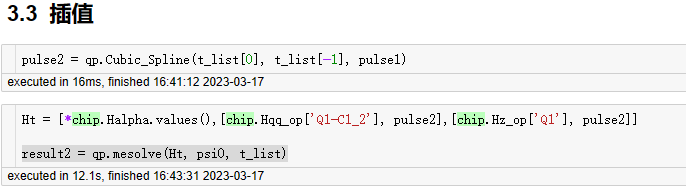 3.3 插值
pulse2 = qp.Cubic_Spline(t_list[0], t_list[-1], pulse1)
executed in 16ms, finished 16:41:12 2023-03-17
Ht = [*chip.Halpha.values(),[chip.Hqq_op['Q1-C1_2'], pulse2],[chip.Hz_op['Q1'], pulse2]]
result2 = qp.mesolve(Ht, psi0, t_list)
executed in 12.1s, finished 16:43:31 2023-03-17